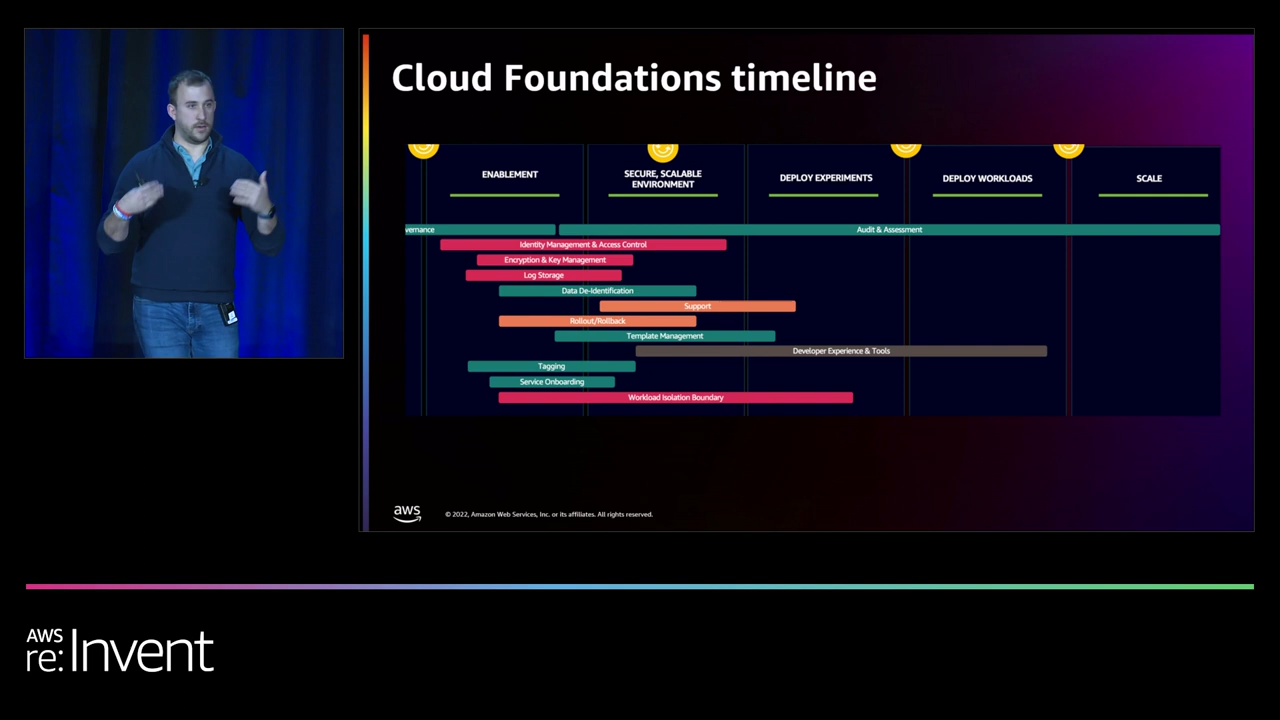 Cloud Foundations timeline
ENABLEMENT
SECURE, SCALABLE
ENVIRONMENT
DEPLOY EXPERIMENTS
DEPLOY WORKLOADS
SCALE
vernance
Audit & Assessment
Identity Management & Access Control
Encryption & Key Management
Log Storage
Data De-Identification
Support
Rollout/Rollback
Template Management
Developer Experience & Tools
Tagging
Service Onboarding
Workload Isolation Boundary
aws
© 2022, Amazon Web Services, Inc. or its affiliates. All rights reserved.
AWS
re:Invent